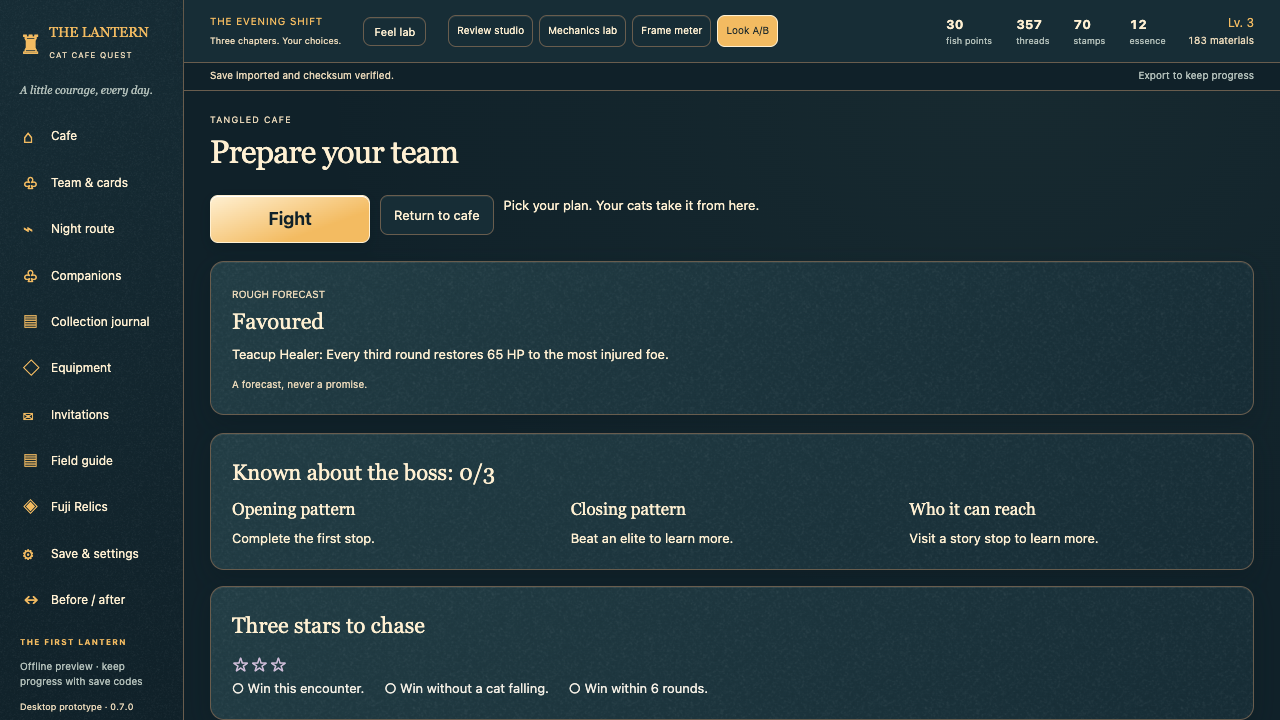 THE LANTERN
CAT CAFE QUEST
A little courage, every day.
Cafe
Team & cards
Night route
Companions
Collection journal
Equipment
Invitations
Field guide
Fuji Relics
Save & settings
Before / after
THE FIRST LANTERN
Offline preview · keep
progress with save codes
Desktop prototype · 0.7.0
THE EVENING SHIFT
Three chapters. Your choices.
Feel lab
Review studio
Mechanics lab
Frame meter
Look A/B
30
fish points
357
threads
70
stamps
12
essence
Lv. 3
183 materials
Save imported and checksum verified.
Export to keep progress
TANGLED CAFE
Prepare your team
Fight
Return to cafe
Pick your plan. Your cats take it from here.
ROUGH FORECAST
Favoured
Teacup Healer: Every third round restores 65 HP to the most injured foe.
A forecast, never a promise.
Known about the boss: 0/3
Opening pattern
Complete the first stop.
Closing pattern
Beat an elite to learn more.
Who it can reach
Visit a story stop to learn more.
Three stars to chase
☆☆☆
○ Win this encounter.
○ Win without a cat falling.
○ Win within 6 rounds.